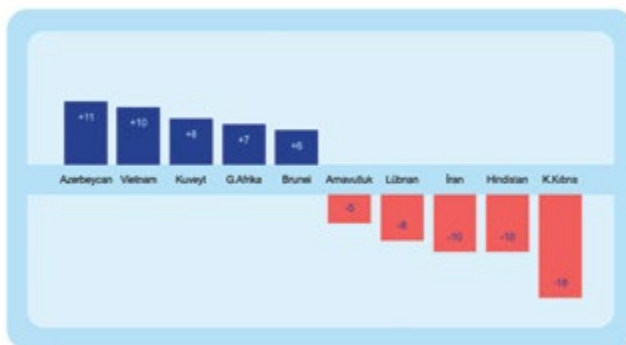 +11 +10 +8 +7 +6
Azerbaycan Vietnam Kuveyt G.Afrika Brunei Arnavutluk Lübnan İran Hindistan K.Kıbrıs
-5 -8 -10 -10 -18